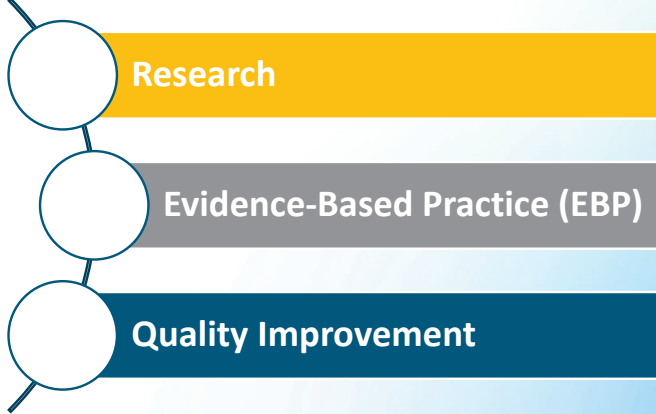 Research
Evidence-Based Practice (EBP)
Quality Improvement